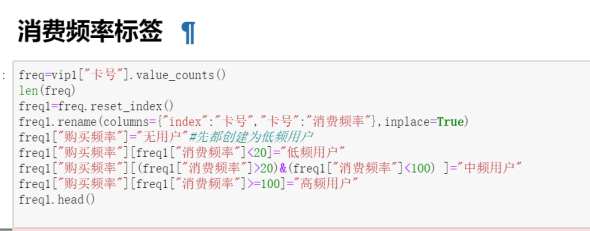 消费频率标签 ¶
: freq=vip1["卡号"].value_counts()
len(freq)
freq1=freq.reset_index()
freq1.rename(columns={"index":"卡号","卡号":"消费频率"},inplace=True)
freq1["购买频率"]="无用户"#先都创建为低频用户
freq1["购买频率"][freq1["消费频率"]<20]="低频用户"
freq1["购买频率"][(freq1["消费频率"]>20)&(freq1["消费频率"]<100) ]="中频用户"
freq1["购买频率"][freq1["消费频率"]>=100]="高频用户"
freq1.head()